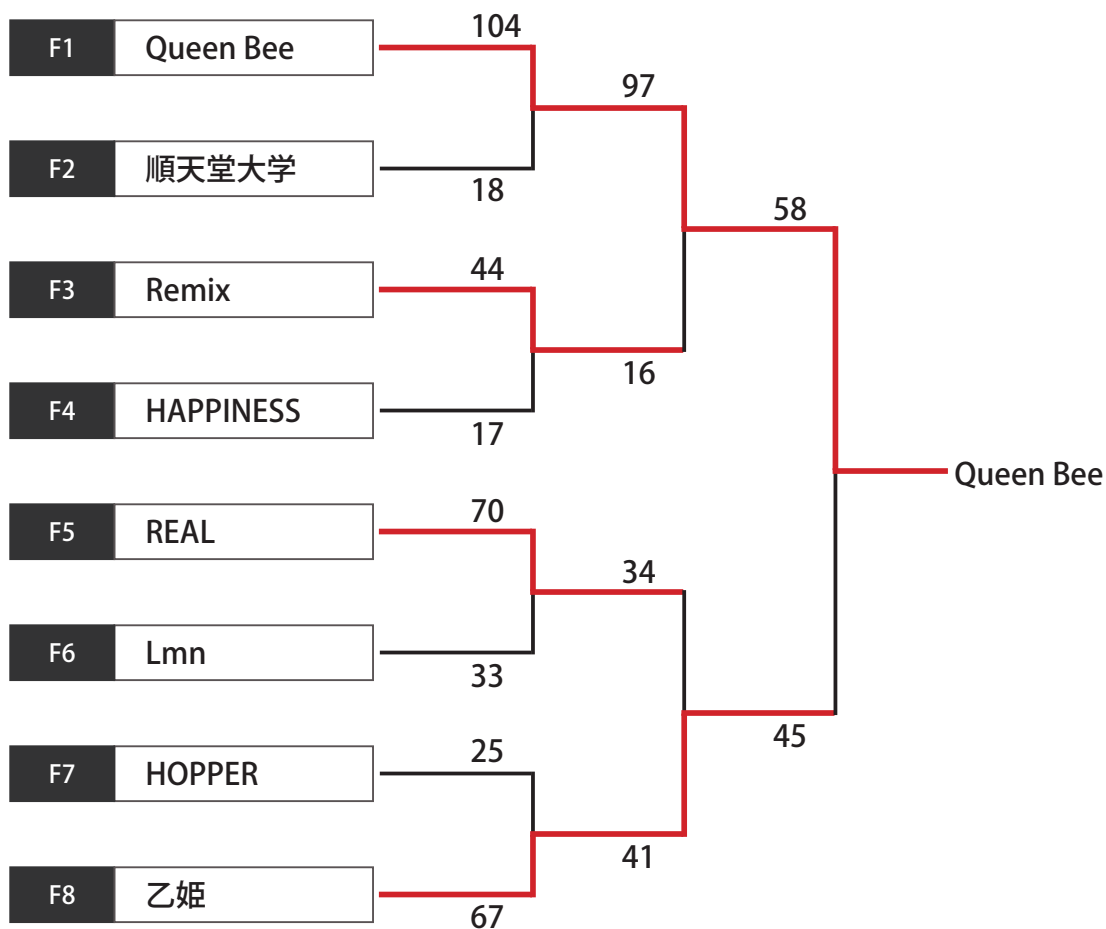 104
F1 Queen Bee
97
F2 順天堂大学
18
58
44
F3 Remix
16
F4 HAPPINESS
17
Queen Bee
70
F5 REAL
34
F6 Lmn
33
45
25
F7 HOPPER
41
F8 乙姫
67